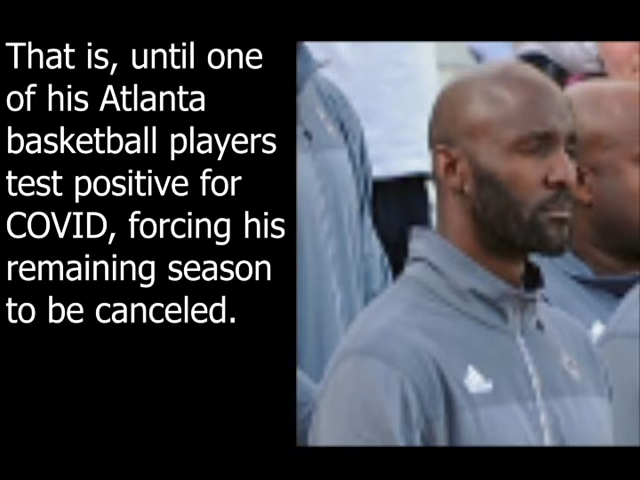 That is, until one
of his Atlanta
basketball players
test positive for
COVID, forcing his
remaining season
to be canceled.